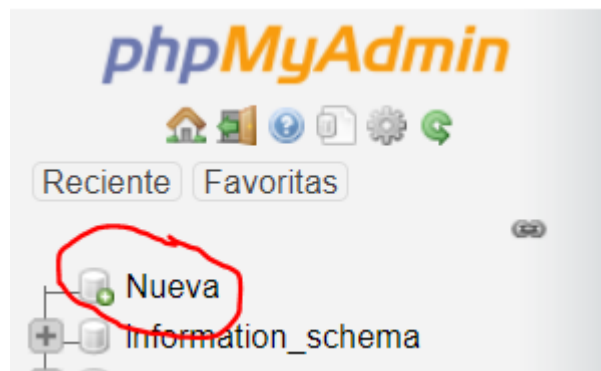 phpMyAdmin
Reciente Favoritas
Nueva
information_schema